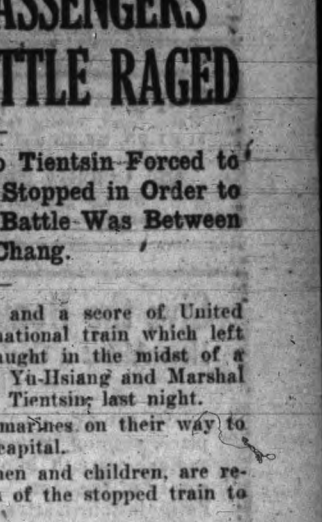 ASSENGERS
TTLE RAGED
o Tientsin Forced to
Stopped in Order to
Battle Was Between
Chang.
and a score of United
national train which left
aught in the midst of a
Yu-Hsiang and Marshal
Tientsin; last night.
marines on their way to
capital.
men and children, are re-
s of the stopped train to